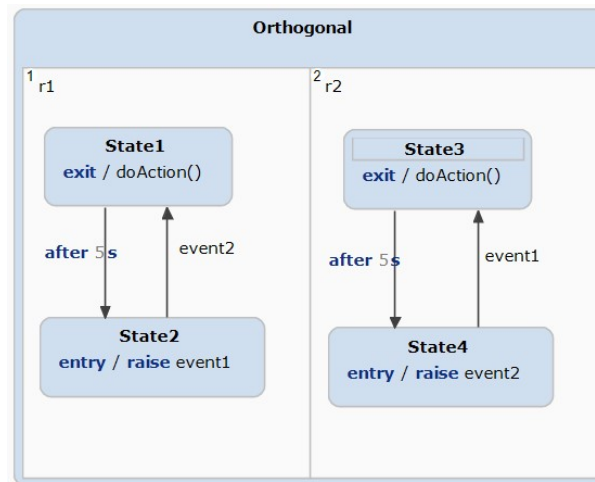 Orthogonal
1
r1
State1
exit / doAction()
after 5s
event2
State2
entry / raise event1
2
r2
State3
exit / doAction()
after 5s
event1
State4
entry / raise event2